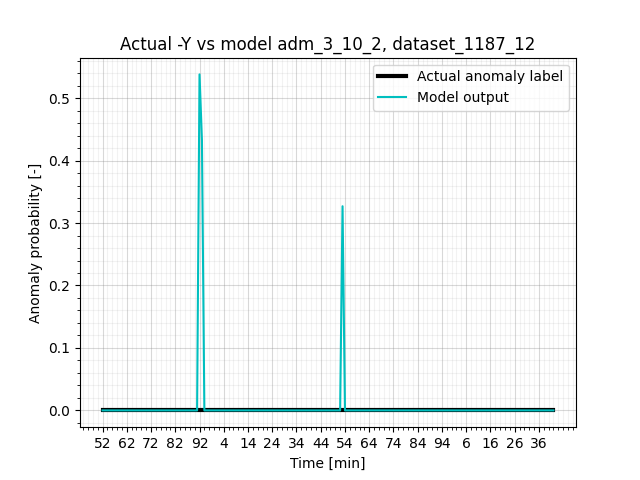 Actual -Y vs model adm_3_10_2, dataset_1187_12
Actual anomaly label
Model output
Anomaly probability [-]
0.5
0.4
0.3
0.2
0.1
0.0
52 62 72 82 92 4 14 24 34 44 54 64 74 84 94 6 16 26 36
Time [min]